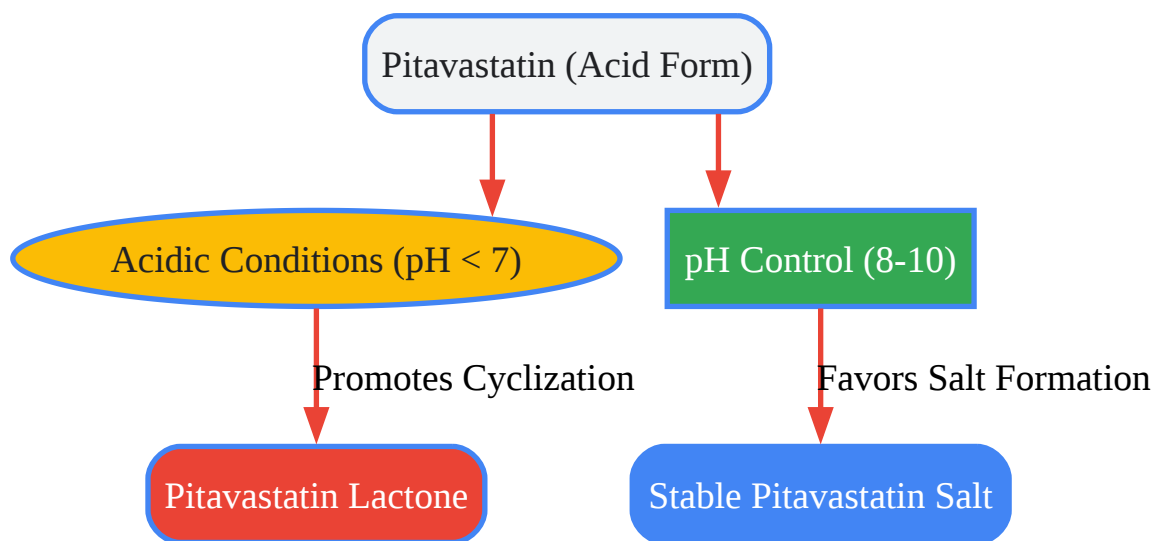 Pitavastatin (Acid Form)
Acidic Conditions (pH < 7)
pH Control (8-10)
Promotes Cyclization
Favors Salt Formation
Pitavastatin Lactone
Stable Pitavastatin Salt